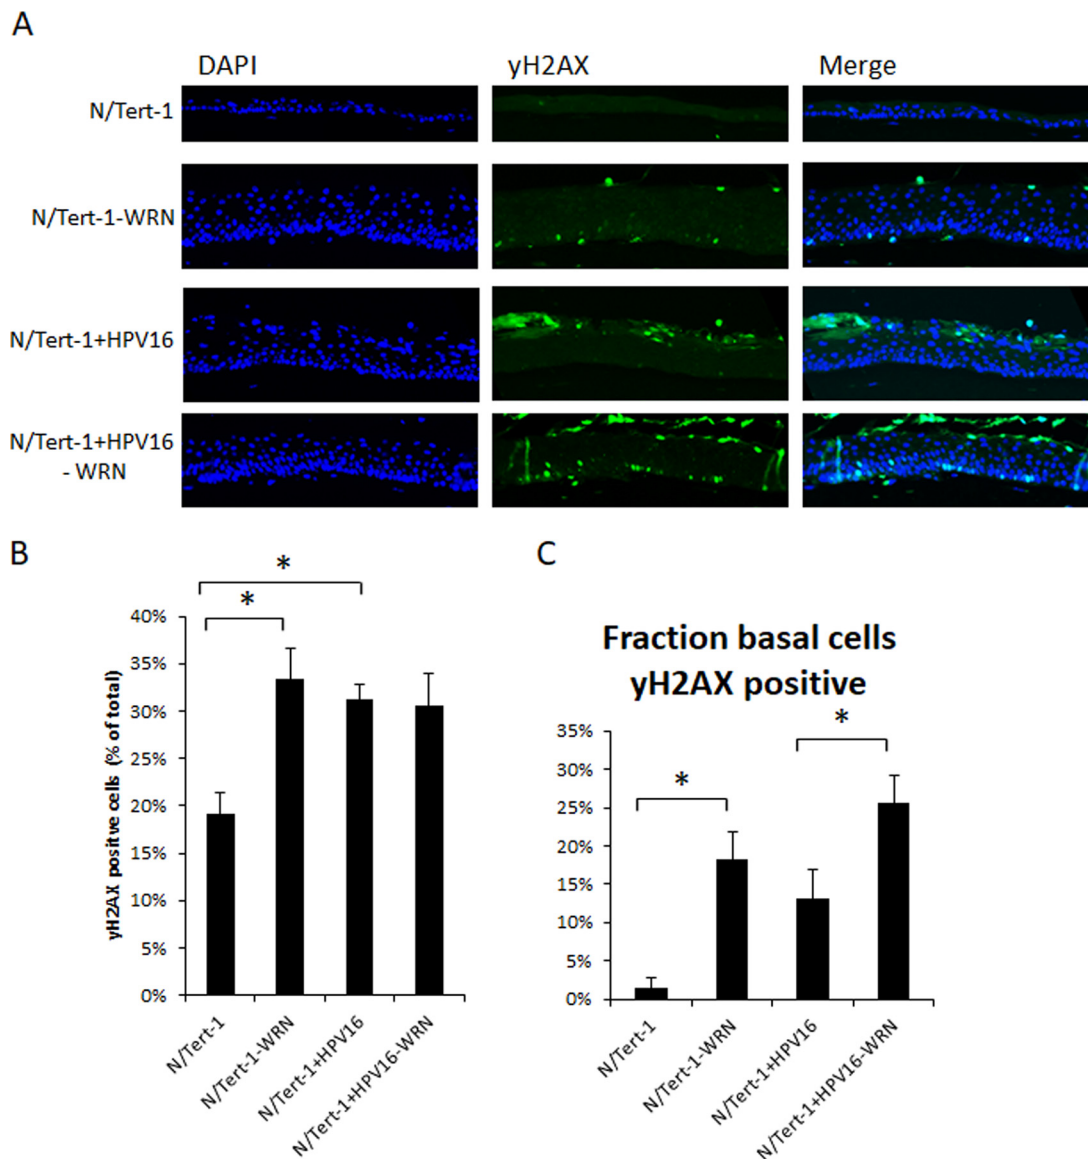 A
DAPI yH2AX Merge
N/Tert-1
N/Tert-1-WRN
N/Tert-1+HPV16
N/Tert-1+HPV16
- WRN
B
*
*
40%
35%
30%
25%
20%
15%
10%
5%
0%
yH2AX positve cells (% of total)
N/Tert-1
N/Tert-1-WRN
N/Tert-1+HPV16
N/Tert-1+HPV16-WRN
C
Fraction basal cells
yH2AX positive
*
*
35%
30%
25%
20%
15%
10%
5%
0%
N/Tert-1
N/Tert-1-WRN
N/Tert-1+HPV16
N/Tert-1+HPV16-WRN